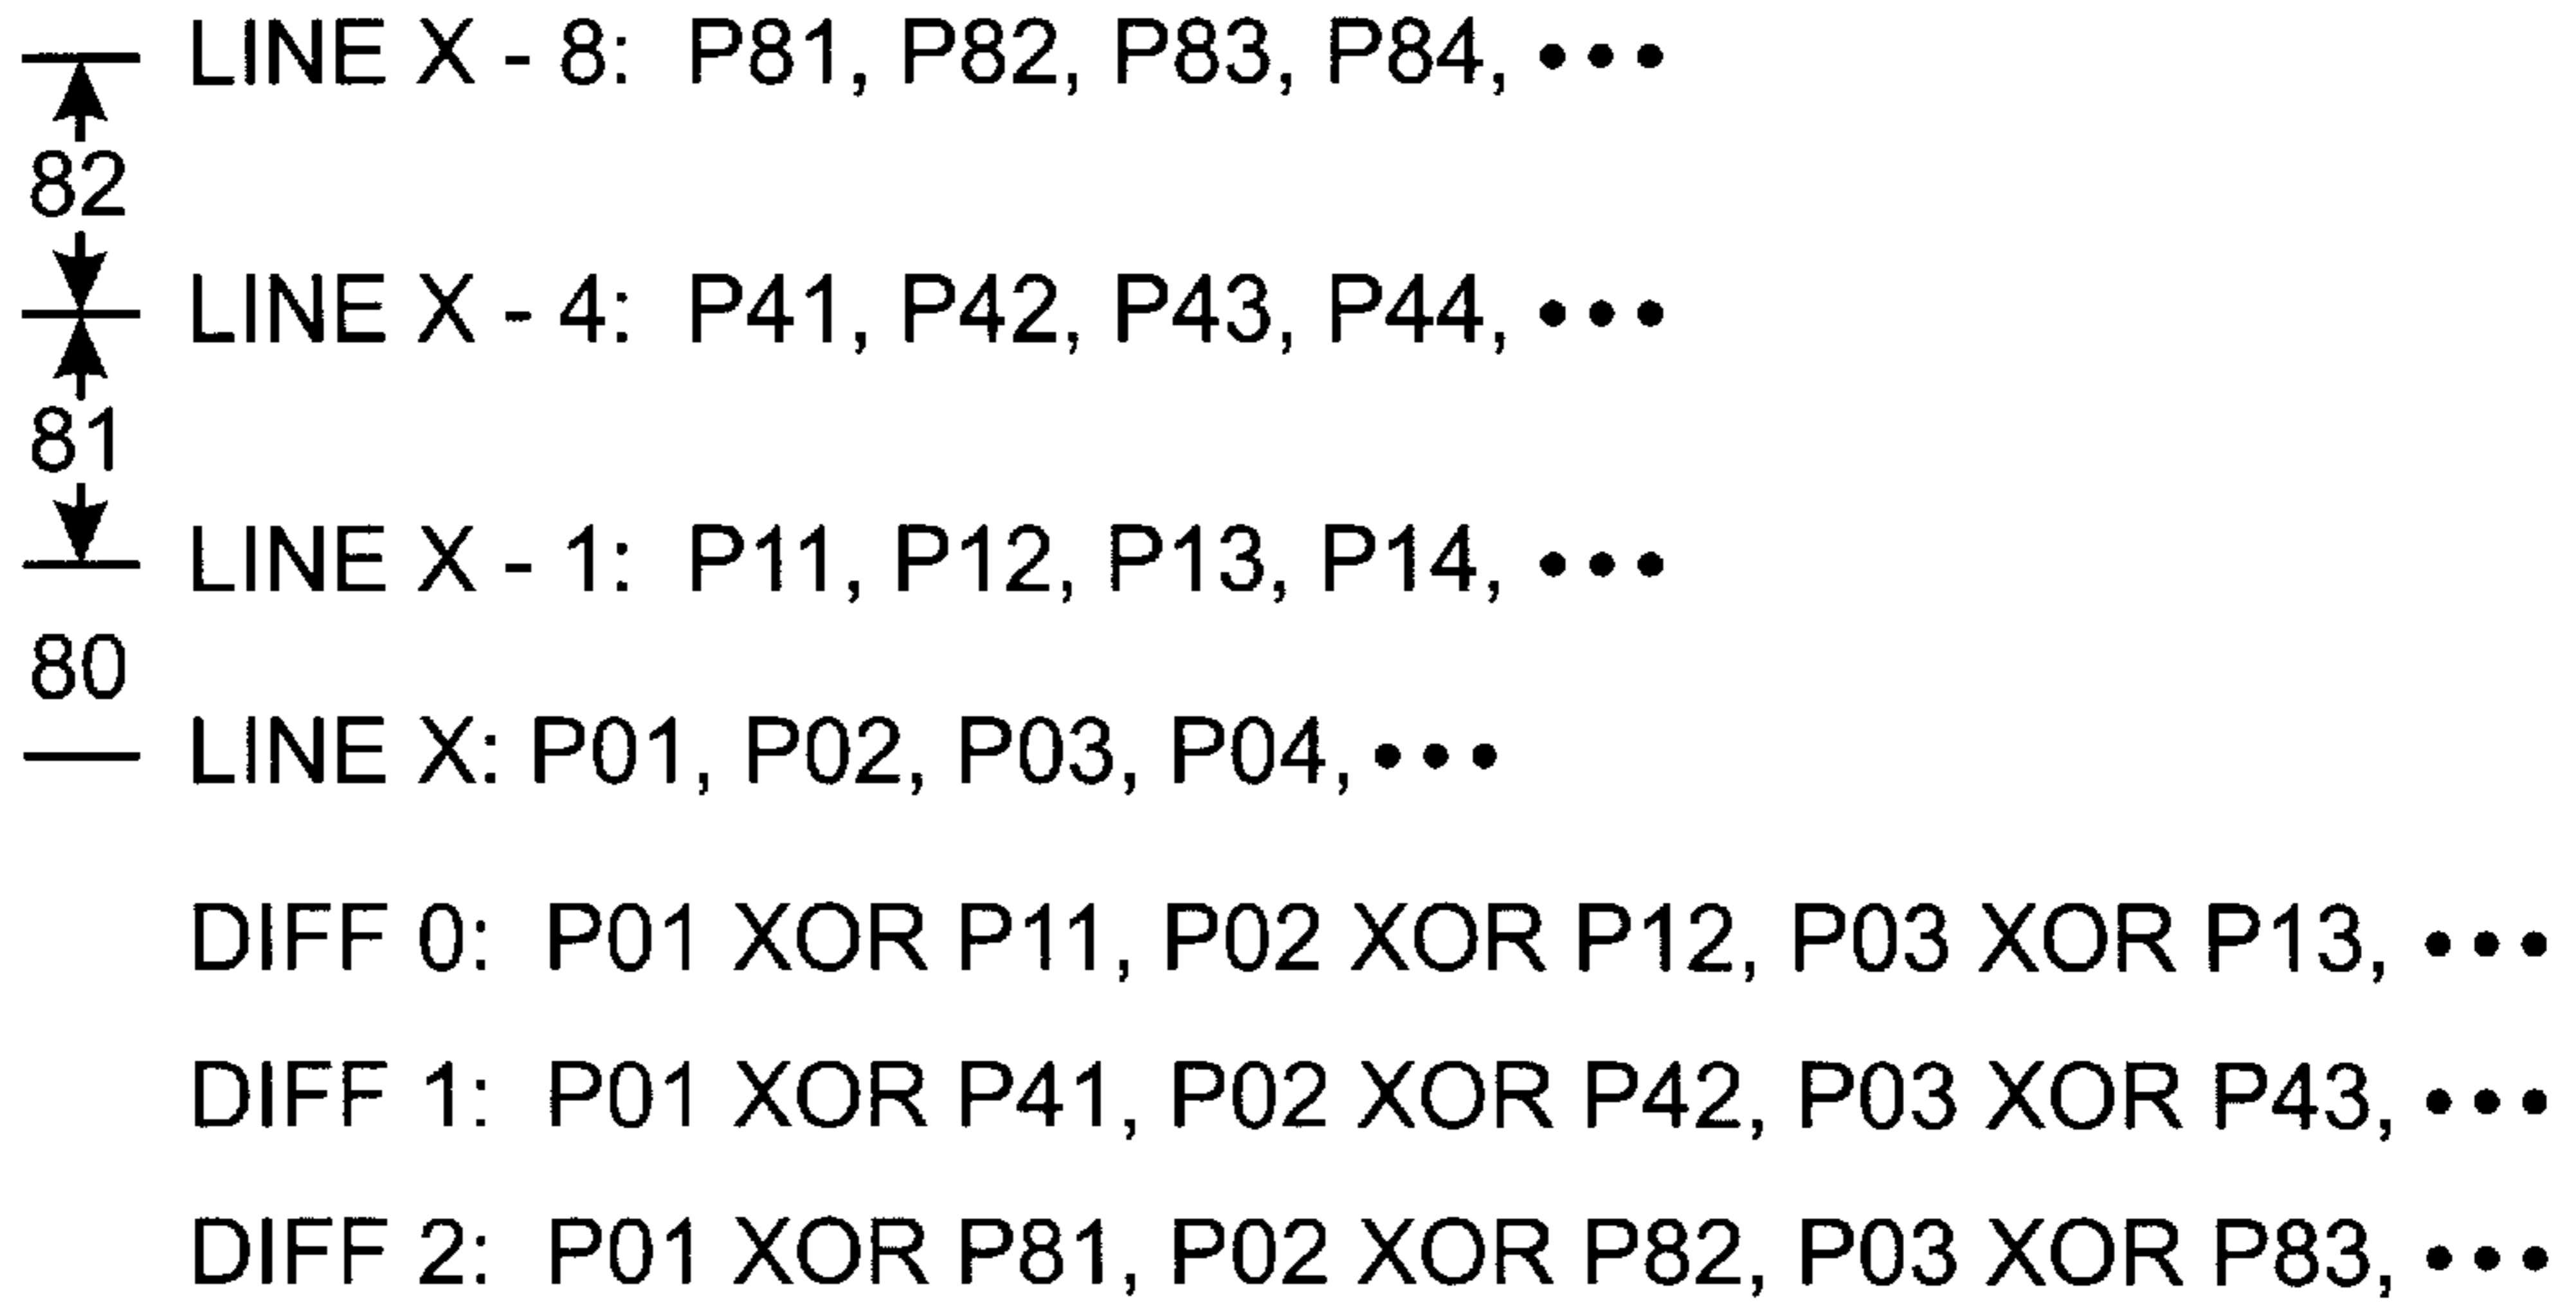 LINE X - 8: P81, P82, P83, P84, •••
82
LINE X - 4: P41, P42, P43, P44, •••
81
LINE X - 1: P11, P12, P13, P14, •••
80
LINE X: P01, P02, P03, P04, •••
DIFF 0: P01 XOR P11, P02 XOR P12, P03 XOR P13, •••
DIFF 1: P01 XOR P41, P02 XOR P42, P03 XOR P43, •••
DIFF 2: P01 XOR P81, P02 XOR P82, P03 XOR P83, •••